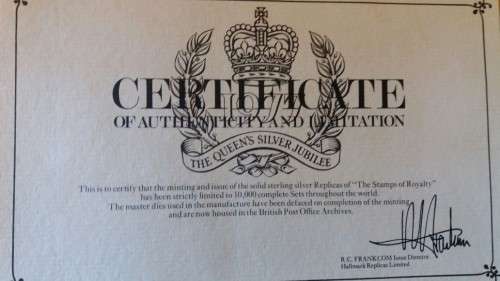 CERTIFICATE
1977
OF AUTHENTICITY AND LIMITATION
THE QUEEN'S SILVER JUBILEE
This is to certify that the minting and issue of the solid sterling silver Replicas of "The Stamps of Royalty"
has been strictly limited to 10,000 complete Sets throughout the world.
The master dies used in the manufacture have been defaced on completion of the minting
and are now housed in the British Post Office Archives.
R C. FRANKCOM Issue Director
Hallmark Replicas Limited